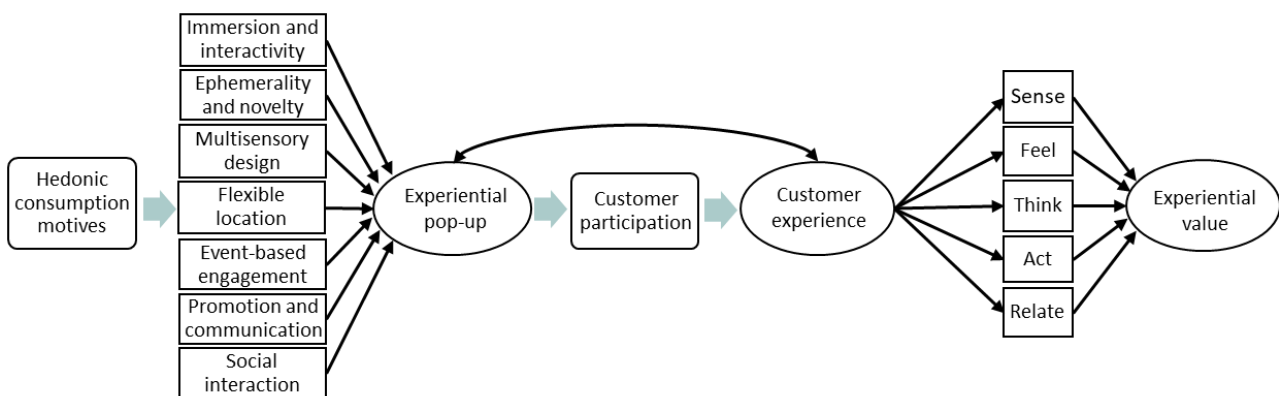 Hedonic
consumption
motives
Immersion and
interactivity
Ephemerality
and novelty
Multisensory
design
Flexible
location
Event-based
engagement
Promotion and
communication
Social
interaction
Experiential
pop-up
Customer
participation
Customer
experience
Sense
Feel
Think
Act
Relate
Experiential
value